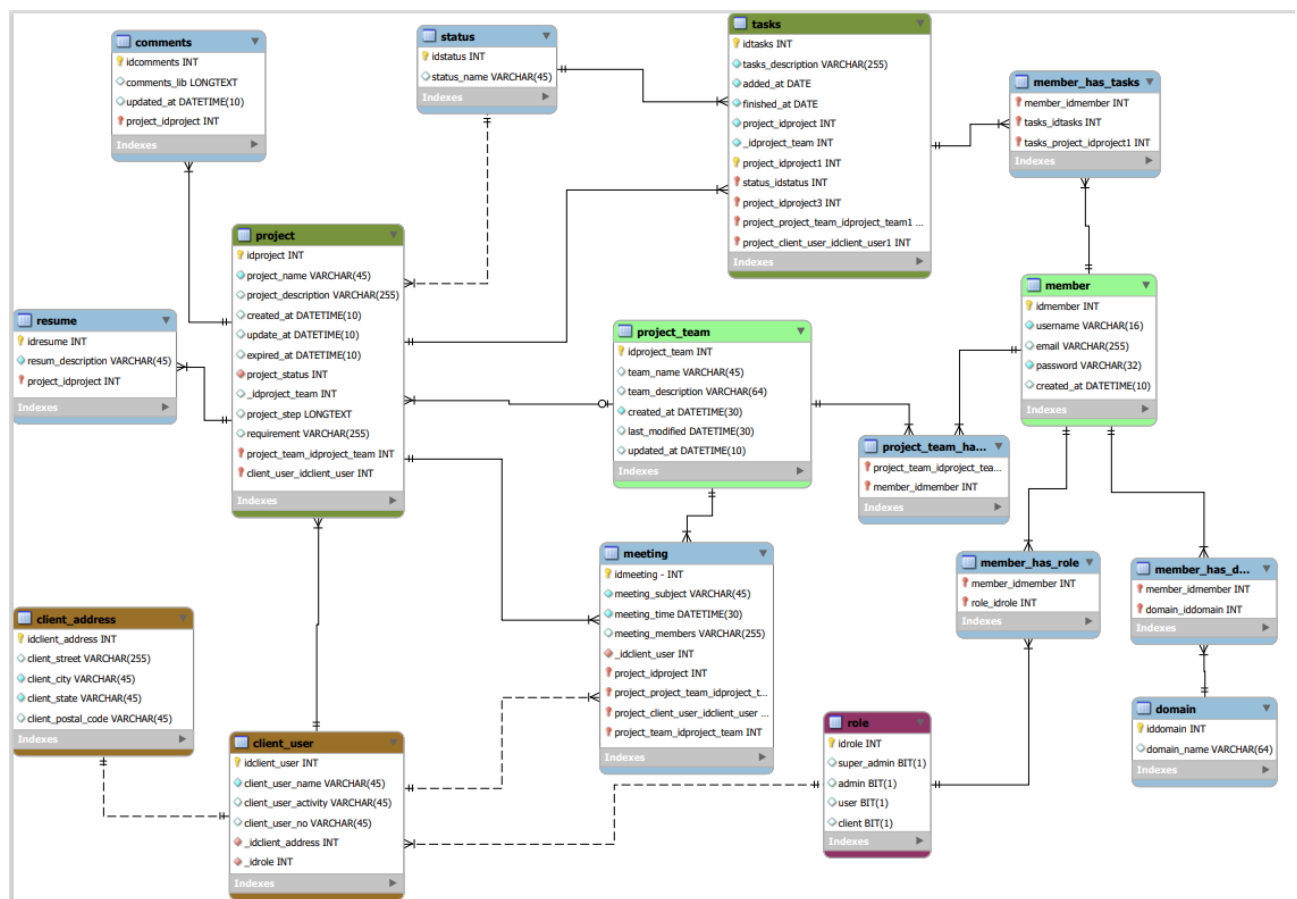 comments
idcomments INT
comments_lib LONGTEXT
updated_at DATETIME(10)
project_idproject INT
Indexes
status
idstatus INT
status_name VARCHAR(45)
Indexes
tasks
idtasks INT
tasks_description VARCHAR(255)
added_at DATE
finished_at DATE
project_idproject INT
_idproject_team INT
project_idproject1 INT
status_idstatus INT
project_idproject3 INT
project_project_team_idproject_team1 ...
project_client_user_idclient_user1 INT
Indexes
member_has_tasks
member_idmember INT
tasks_idtasks INT
tasks_project_idproject1 INT
Indexes
project
idproject INT
project_name VARCHAR(45)
project_description VARCHAR(255)
created_at DATETIME(10)
update_at DATETIME(10)
expired_at DATETIME(10)
project_status INT
_idproject_team INT
project_step LONGTEXT
requirement VARCHAR(255)
project_team_idproject_team INT
client_user_idclient_user INT
Indexes
resume
idresume INT
resum_description VARCHAR(45)
project_idproject INT
Indexes
project_team
idproject_team INT
team_name VARCHAR(45)
team_description VARCHAR(64)
created_at DATETIME(30)
last_modified DATETIME(30)
updated_at DATETIME(10)
Indexes
member
idmember INT
username VARCHAR(16)
email VARCHAR(255)
password VARCHAR(32)
created_at DATETIME(10)
Indexes
project_team_ha...
project_team_idproject_tea...
member_idmember INT
Indexes
meeting
idmeeting - INT
meeting_subject VARCHAR(45)
meeting_time DATETIME(30)
meeting_members VARCHAR(255)
_idclient_user INT
project_idproject INT
project_project_team_idproject_t...
project_client_user_idclient_user ...
project_team_idproject_team INT
Indexes
member_has_role
member_idmember INT
role_idrole INT
Indexes
member_has_d...
member_idmember INT
domain_iddomain INT
Indexes
client_address
idclient_address INT
client_street VARCHAR(255)
client_city VARCHAR(45)
client_state VARCHAR(45)
client_postal_code VARCHAR(45)
Indexes
client_user
idclient_user INT
client_user_name VARCHAR(45)
client_user_activity VARCHAR(45)
client_user_no VARCHAR(45)
_idclient_address INT
_idrole INT
Indexes
role
idrole INT
super_admin BIT(1)
admin BIT(1)
user BIT(1)
client BIT(1)
Indexes
domain
iddomain INT
domain_name VARCHAR(64)
Indexes